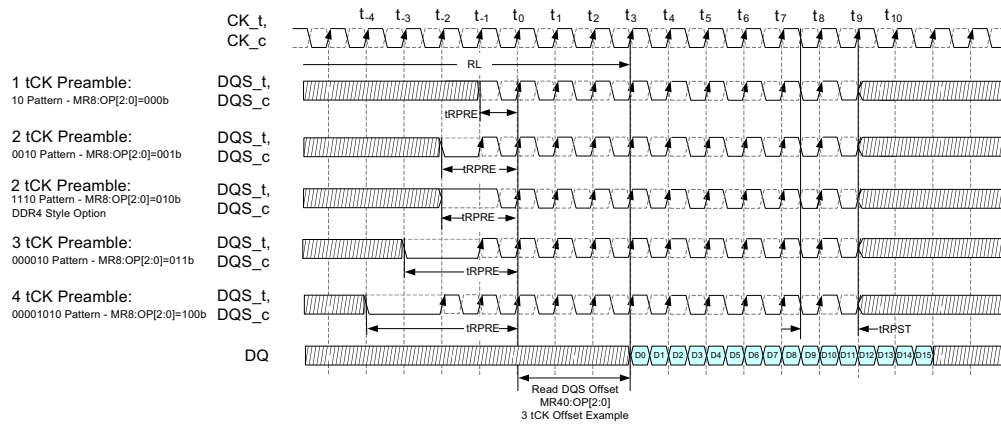 CK_t,
CK_c
t-4 t-3 t-2 t-1 t0 t1 t2 t3 t4 t5 t6 t7 t8 t9 t10
RL
1 tCK Preamble:
10 Pattern - MR8:OP[2:0]=000b
DQS_t,
DQS_c
tRPRE
2 tCK Preamble:
0010 Pattern - MR8:OP[2:0]=001b
DQS_t,
DQS_c
tRPRE
2 tCK Preamble:
1110 Pattern - MR8:OP[2:0]=010b
DDR4 Style Option
DQS_t,
DQS_c
tRPRE
3 tCK Preamble:
000010 Pattern - MR8:OP[2:0]=011b
DQS_t,
DQS_c
tRPRE
4 tCK Preamble:
00001010 Pattern - MR8:OP[2:0]=100b
DQS_t,
DQS_c
tRPRE
tRPST
DQ
D0 D1 D2 D3 D4 D5 D6 D7 D8 D9 D10 D11 D12 D13 D14 D15
Read DQS Offset
MR40:OP[2:0]
3 tCK Offset Example